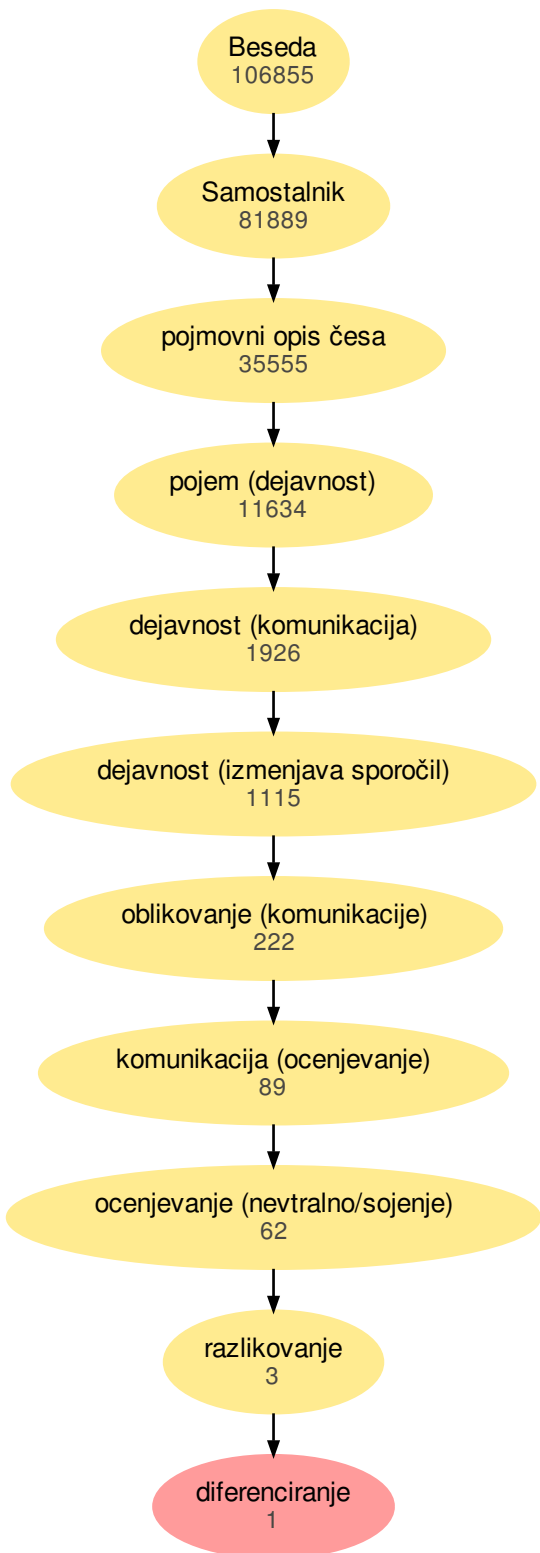 Beseda
106855
Samostalnik
81889
pojmovni opis česa
35555
pojem (dejavnost)
11634
dejavnost (komunikacija)
1926
dejavnost (izmenjava sporočil)
1115
oblikovanje (komunikacije)
222
komunikacija (ocenjevanje)
89
ocenjevanje (nevtralno/sojenje)
62
razlikovanje
3
diferenciranje
1